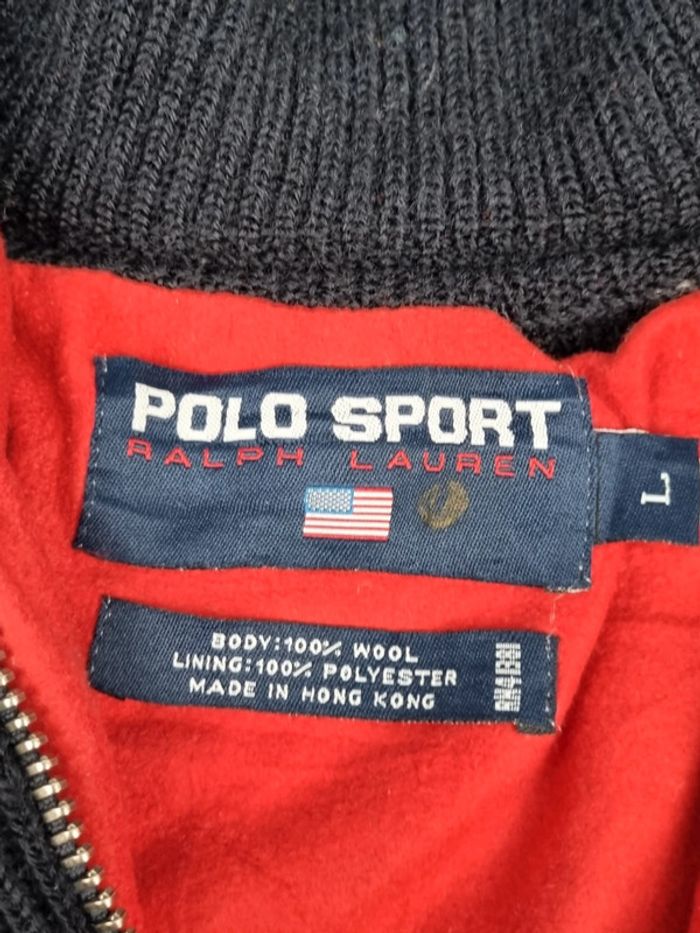 POLO SPORT
RALPH LAUREN
L
BODY:100% WOOL
LINING:100% POLYESTER
MADE IN HONG KONG